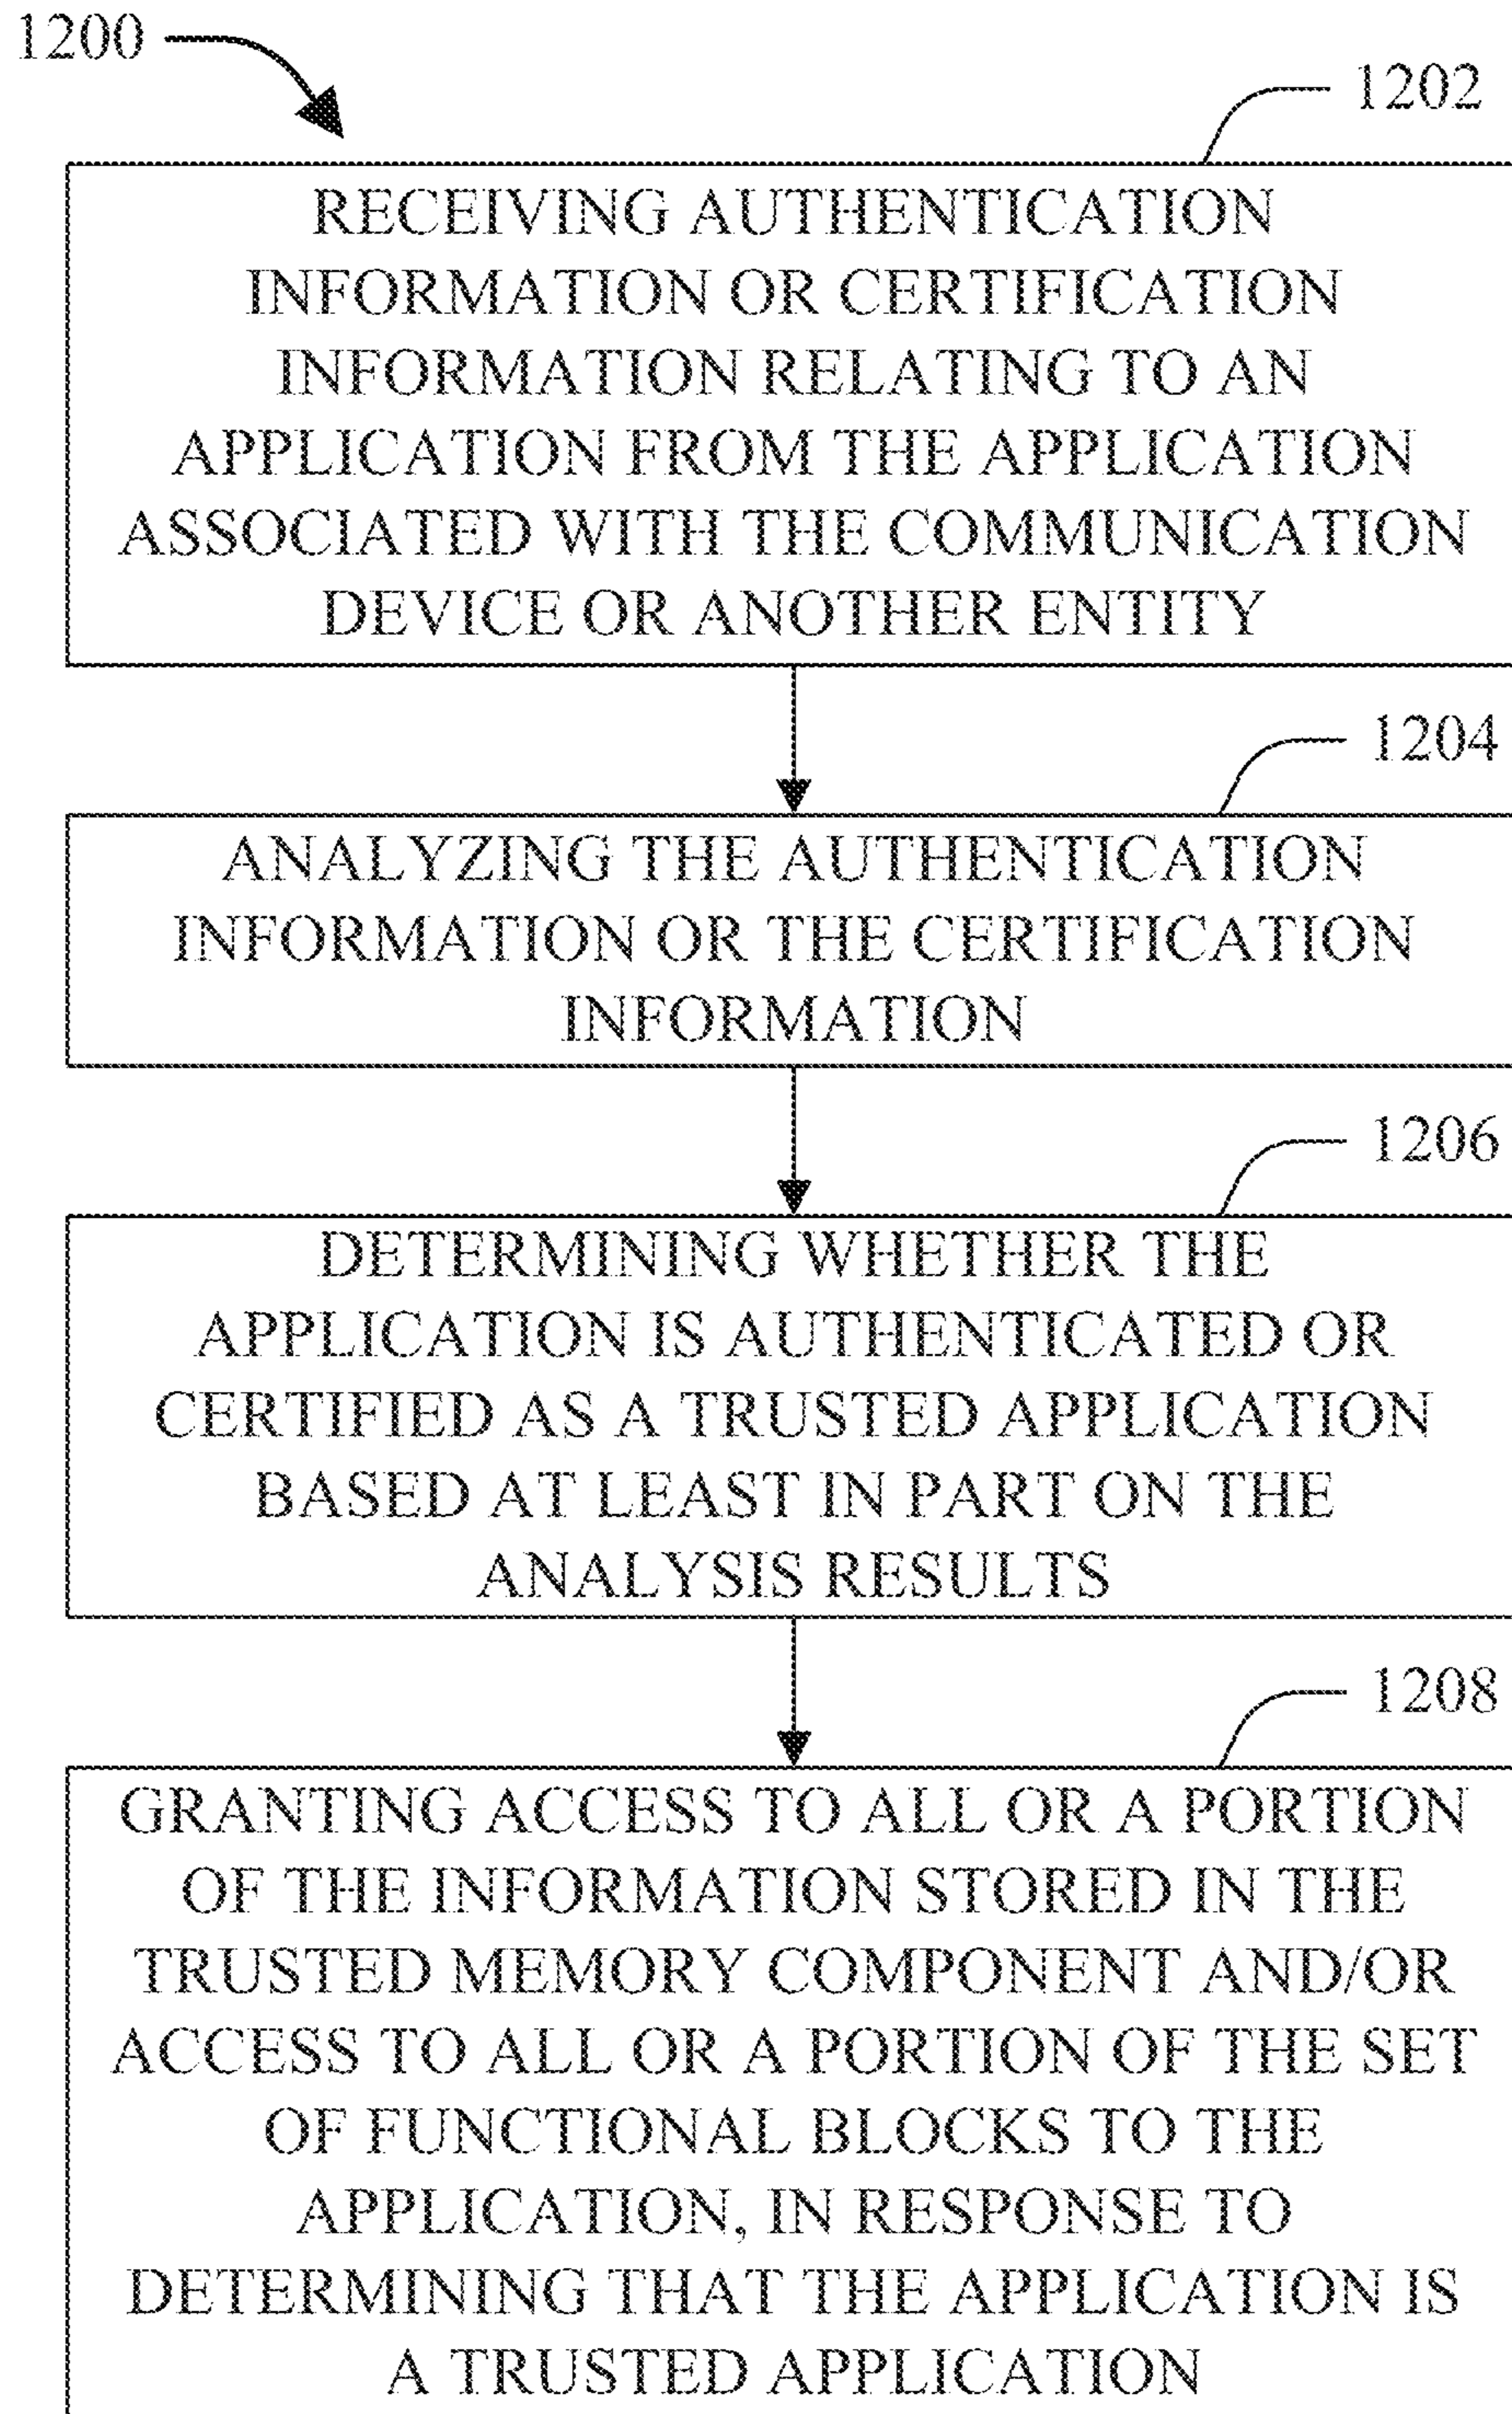 1200
1202
RECEIVING AUTHENTICATION
INFORMATION OR CERTIFICATION
INFORMATION RELATING TO AN
APPLICATION FROM THE APPLICATION
ASSOCIATED WITH THE COMMUNICATION
DEVICE OR ANOTHER ENTITY
1204
ANALYZING THE AUTHENTICATION
INFORMATION OR THE CERTIFICATION
INFORMATION
1206
DETERMINING WHETHER THE
APPLICATION IS AUTHENTICATED OR
CERTIFIED AS A TRUSTED APPLICATION
BASED AT LEAST IN PART ON THE
ANALYSIS RESULTS
1208
GRANTING ACCESS TO ALL OR A PORTION
OF THE INFORMATION STORED IN THE
TRUSTED MEMORY COMPONENT AND/OR
ACCESS TO ALL OR A PORTION OF THE SET
OF FUNCTIONAL BLOCKS TO THE
APPLICATION, IN RESPONSE TO
DETERMINING THAT THE APPLICATION IS
A TRUSTED APPLICATION